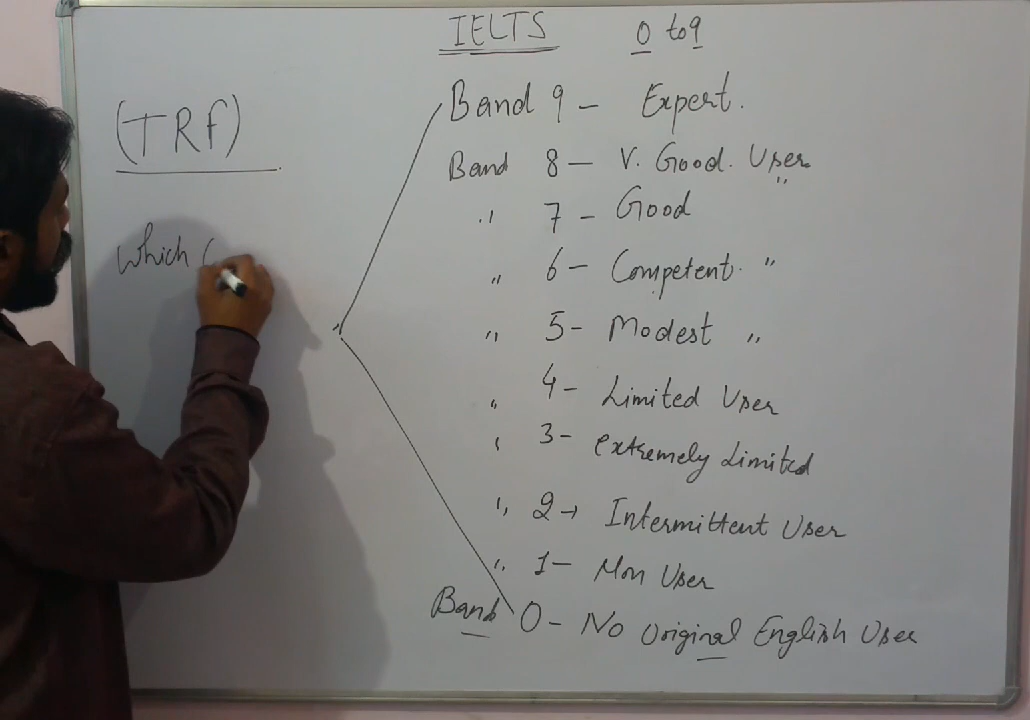 IELTS 0 to 9
(TRF)
Band 9 - Expert.
Band 8 - V. Good. User
" 7 - Good "
Which (
" 6 - Competent. "
" 5 - Modest "
" 4 - Limited User
" 3 - Extremely Limited
" 2 → Intermittent User
" 1 - Non User
Band 0 - No Original English User